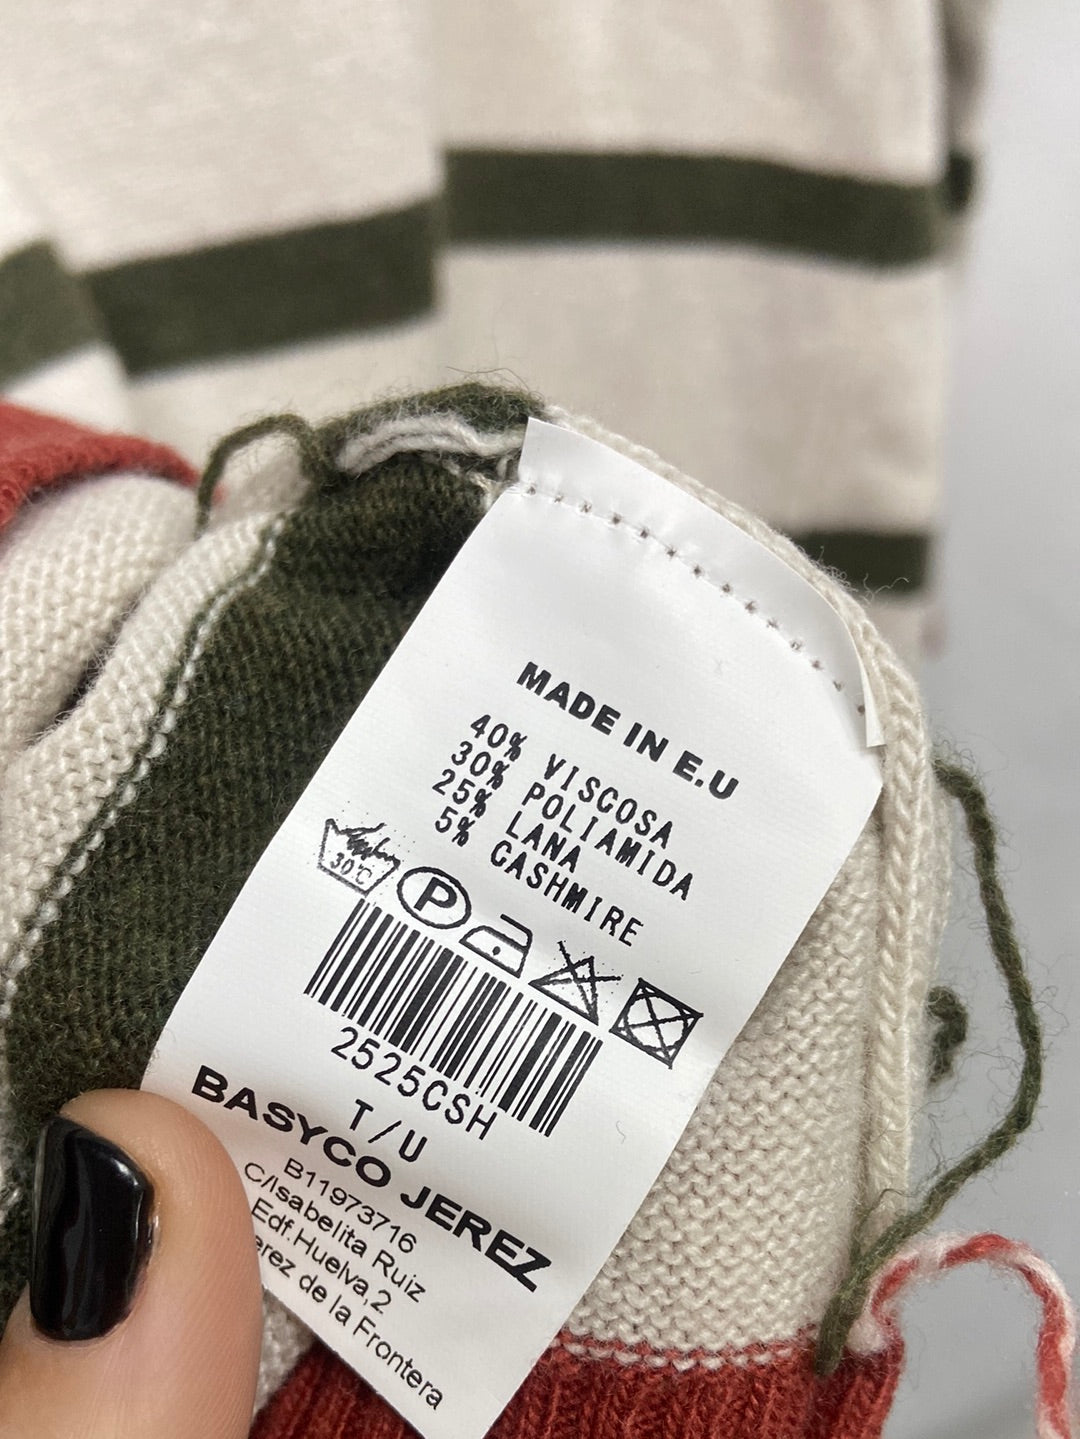 MADE IN E.U
40% VISCOSA
30% POLIAMIDA
25% LANA
5% CASHMIRE
30°C
P
2525CSH
T/U
BASYCO JEREZ
B11973716
C/Isabelita Ruiz
Edf.Huelva,2
erez de la Frontera